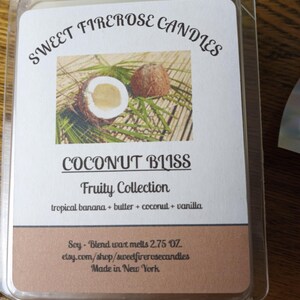 SWEET FIREROSE CANDLES
COCONUT BLISS
Fruity Collection
tropical banana + butter + coconut + vanilla
Soy - Blend wax melts 2.75 OZ.
etsy.com/shop/sweetfirerosecandles
Made in New York